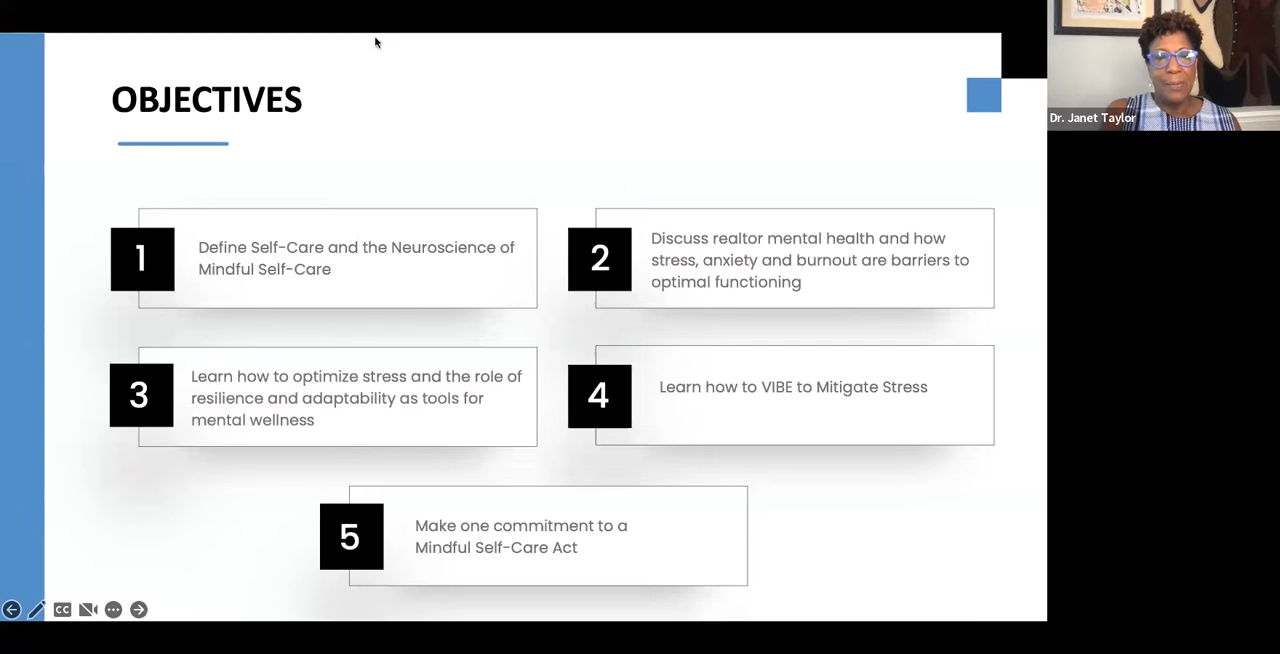 OBJECTIVES
1
Define Self-Care and the Neuroscience of
Mindful Self-Care
2
Discuss realtor mental health and how
stress, anxiety and burnout are barriers to
optimal functioning
3
Learn how to optimize stress and the role of
resilience and adaptability as tools for
mental wellness
4
Learn how to VIBE to Mitigate Stress
5
Make one commitment to a
Mindful Self-Care Act
CC
Dr. Janet Taylor